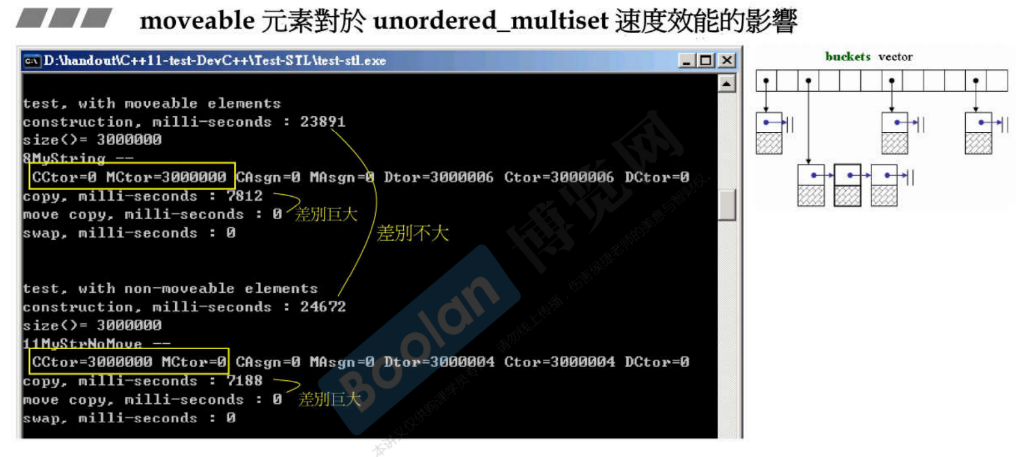 moveable 元素對於 unordered_multiset 速度效能的影響
D:\handout\C++11-test-DevC++\Test-STL\test-stl.exe
test, with moveable elements
construction, milli-seconds : 23891
size()= 3000000
8MyString --
CCtor=0 MCtor=3000000 CAsgn=0 MAsgn=0 Dtor=3000006 Ctor=3000006 DCtor=0
copy, milli-seconds : 7812
move copy, milli-seconds : 0
swap, milli-seconds : 0
差別巨大
差別不大
test, with non-moveable elements
construction, milli-seconds : 24672
size()= 3000000
11MyStrNoMove --
CCtor=3000000 MCtor=0 CAsgn=0 MAsgn=0 Dtor=3000004 Ctor=3000004 DCtor=0
copy, milli-seconds : 7188
move copy, milli-seconds : 0
swap, milli-seconds : 0
差別巨大
buckets vector
Boolan 博览网